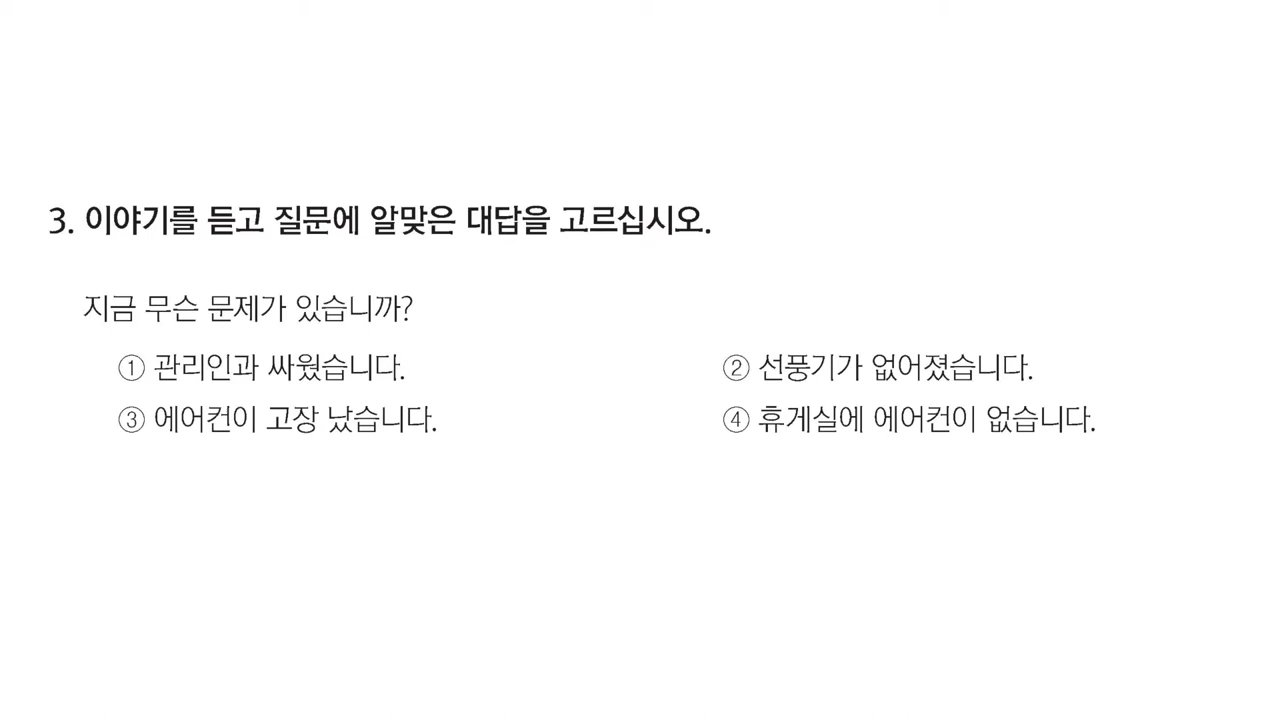 3. 이야기를 듣고 질문에 알맞은 대답을 고르십시오.
지금 무슨 문제가 있습니까?
① 관리인과 싸웠습니다. ② 선풍기가 없어졌습니다.
③ 에어컨이 고장 났습니다. ④ 휴게실에 에어컨이 없습니다.